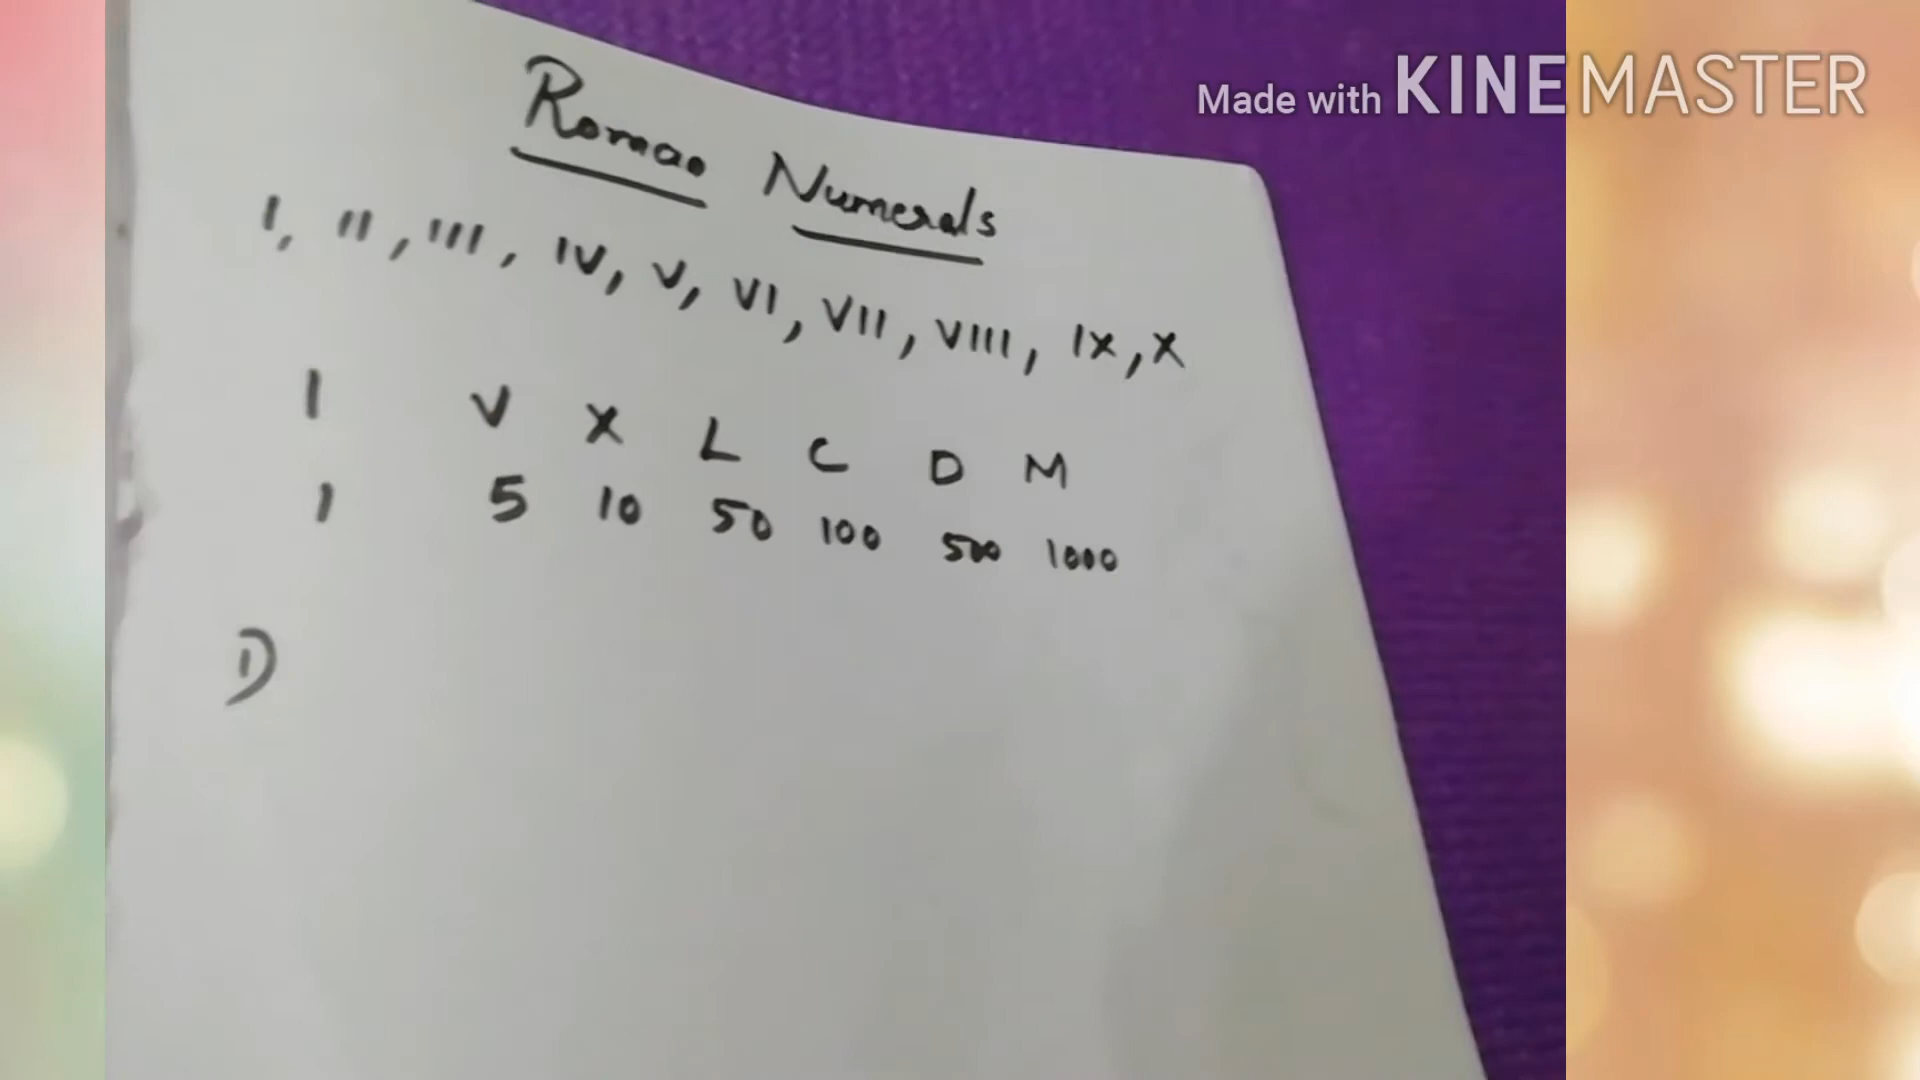 Made with KINEMASTER
Roman Numerals
I, II, III, IV, V, VI, VII, VIII, IX, X
I V X L C D M
1 5 10 50 100 500 1000
1)